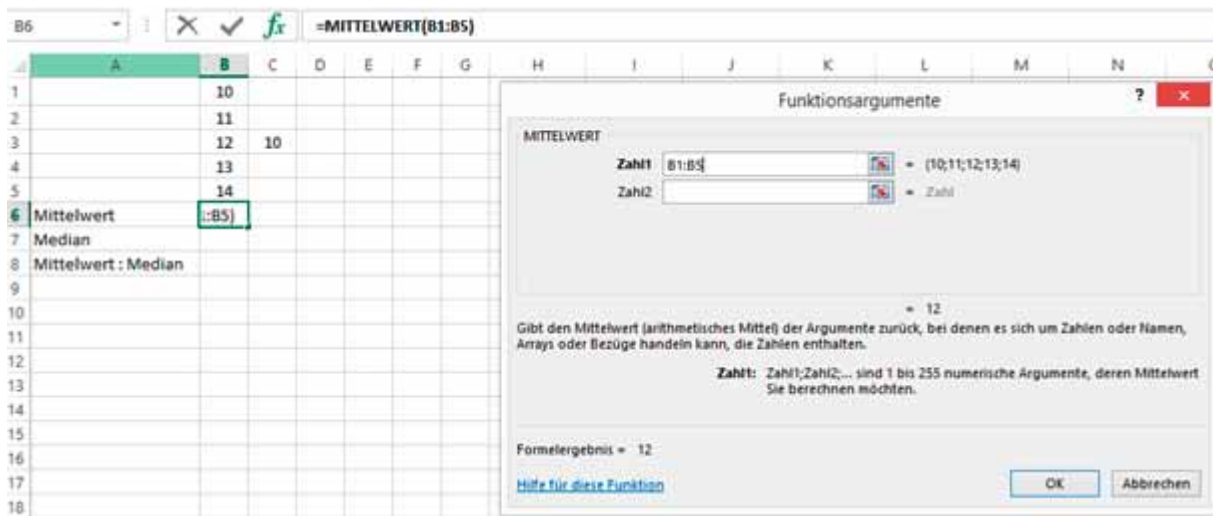 B6 fx =MITTELWERT(B1:B5)
A B C D E F G H I J K L M N
1 10
2 11
3 12 10
4 13
5 14
6 Mittelwert .:B5)
7 Median
8 Mittelwert : Median
9
10
11
12
13
14
15
16
17
18
Funktionsargumente ?
MITTELWERT
Zahl1 B1:B5 = {10;11;12;13;14}
Zahl2 = Zahl
= 12
Gibt den Mittelwert (arithmetisches Mittel) der Argumente zurück, bei denen es sich um Zahlen oder Namen,
Arrays oder Bezüge handeln kann, die Zahlen enthalten.
Zahl1: Zahl1;Zahl2;... sind 1 bis 255 numerische Argumente, deren Mittelwert
Sie berechnen möchten.
Formelergebnis = 12
Hilfe für diese Funktion OK Abbrechen